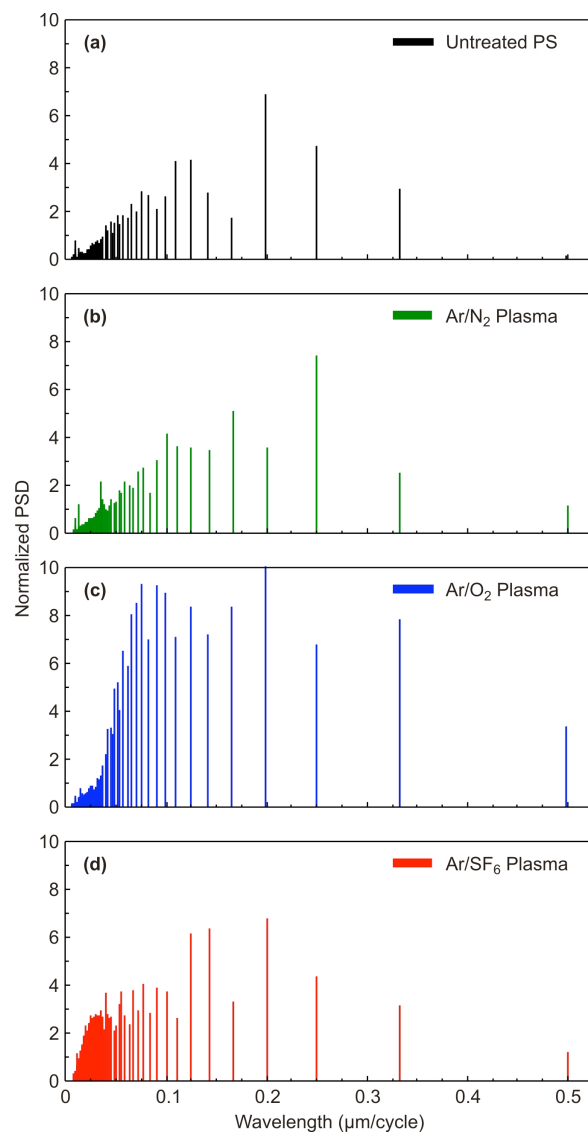 10
(a)
Untreated PS
8
6
4
2
0
10
(b)
Ar/N₂ Plasma
8
6
4
2
0
Normalized PSD
10
(c)
Ar/O₂ Plasma
8
6
4
2
0
10
(d)
Ar/SF₆ Plasma
8
6
4
2
0
0 0.1 0.2 0.3 0.4 0.5
Wavelength (µm/cycle)